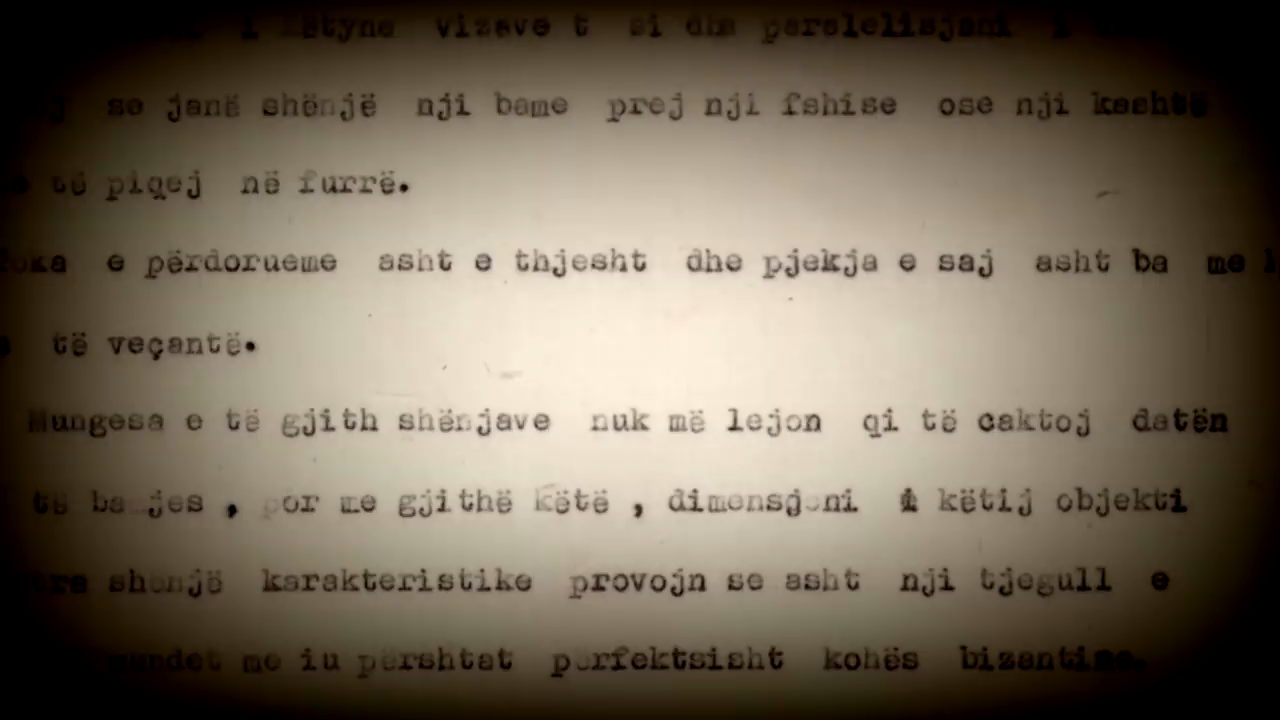 i këtyne vizave t si dhe parelelisjani i
se janë shënjë nji bame prej nji fshise ose nji kashtë
të piqej në furrë.
e përdorueme asht e thjesht dhe pjekja e saj asht ba me
të veçantë.
Mungesa e të gjith shënjave nuk më lejon qi të caktoj datën
të ba jes , por me gjithë këtë , dimensjoni i këtij objekti
shenjë karakteristike provojn se asht nji tjegull e
mundet me iu përshtat perfektsisht kohës bizantine.